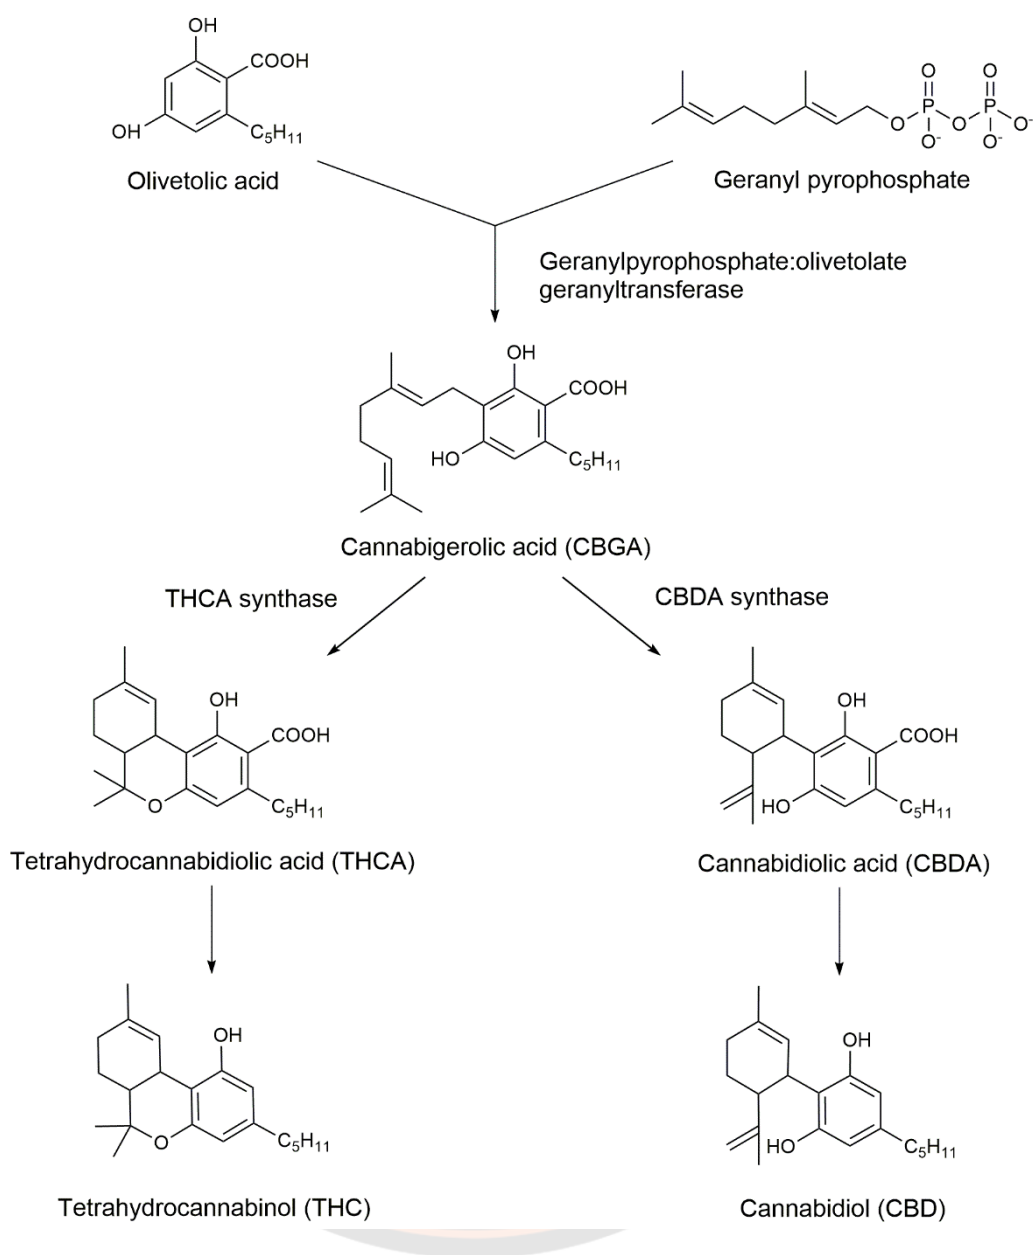 OH
COOH
OH
C5H11
Olivetolic acid
O O
P P
O O O-
O- O-
Geranyl pyrophosphate
Geranylpyrophosphate:olivetolate
geranyltransferase
OH
COOH
HO
C5H11
Cannabigerolic acid (CBGA)
THCA synthase
CBDA synthase
OH
COOH
O
C5H11
Tetrahydrocannabidiolic acid (THCA)
OH
COOH
HO
C5H11
Cannabidiolic acid (CBDA)
OH
O
C5H11
Tetrahydrocannabinol (THC)
OH
HO
C5H11
Cannabidiol (CBD)